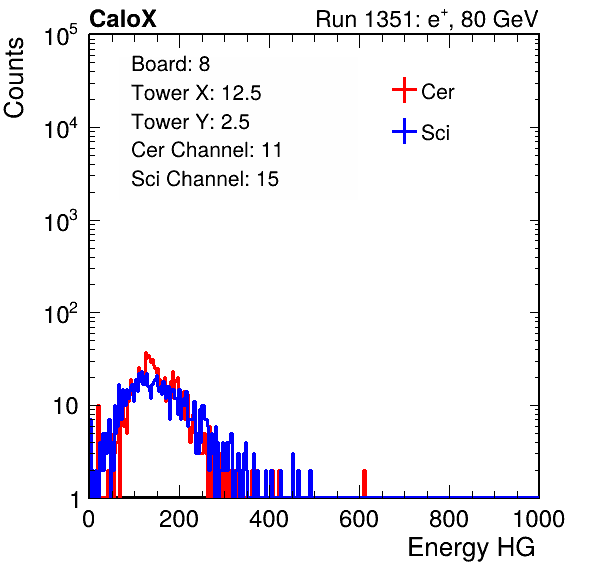 CaloX Run 1351: e⁺, 80 GeV
Counts
10⁵
10⁴
10³
10²
10
1
Board: 8
Tower X: 12.5
Tower Y: 2.5
Cer Channel: 11
Sci Channel: 15
Cer
Sci
0 200 400 600 800 1000
Energy HG